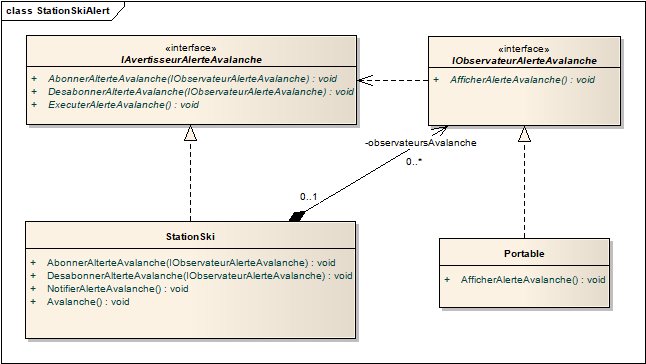 class StationSkiAlert
«interface»
IAvertisseurAlerteAvalanche
+ AbonnerAlterteAvalanche(IObservateurAlerteAvalanche) : void
+ DesabonnerAlterteAvalanche(IObservateurAlerteAvalanche) : void
+ ExecuterAlerteAvalanche() : void
«interface»
IObservateurAlerteAvalanche
+ AfficherAlerteAvalanche() : void
-observateursAvalanche
0..*
0..1
StationSki
+ AbonnerAlterteAvalanche(IObservateurAlerteAvalanche) : void
+ DesabonnerAlterteAvalanche(IObservateurAlerteAvalanche) : void
+ NotifierAlerteAvalanche() : void
+ Avalanche() : void
Portable
+ AfficherAlerteAvalanche() : void